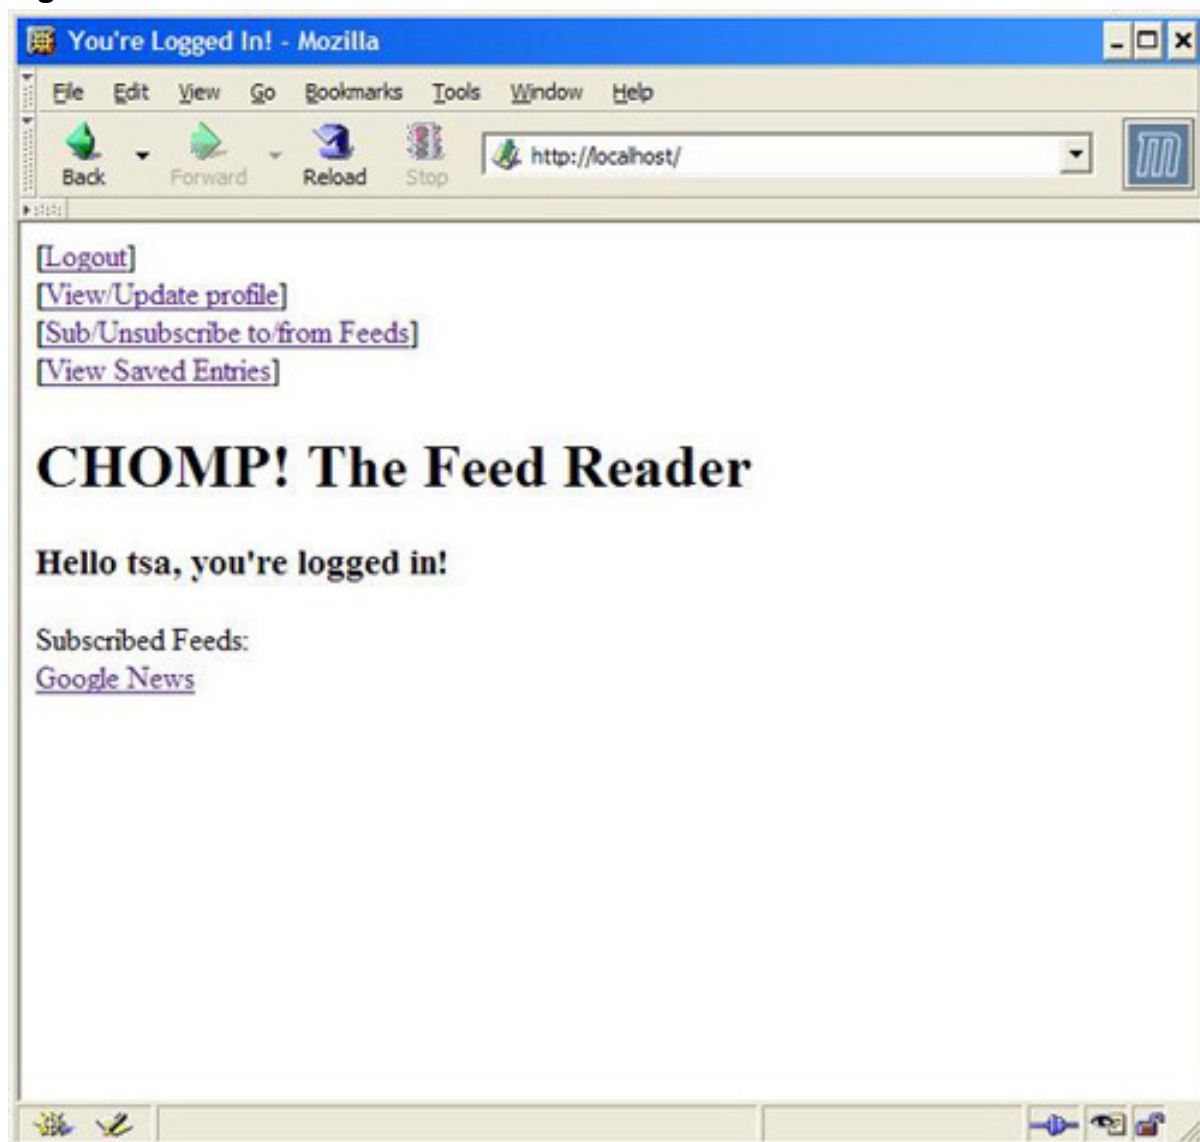 You're Logged In! - Mozilla
File Edit View Go Bookmarks Tools Window Help
Back Forward Reload Stop http://localhost/
[Logout]
[View/Update profile]
[Sub/Unsubscribe to/from Feeds]
[View Saved Entries]
CHOMP! The Feed Reader
Hello tsa, you're logged in!
Subscribed Feeds:
Google News